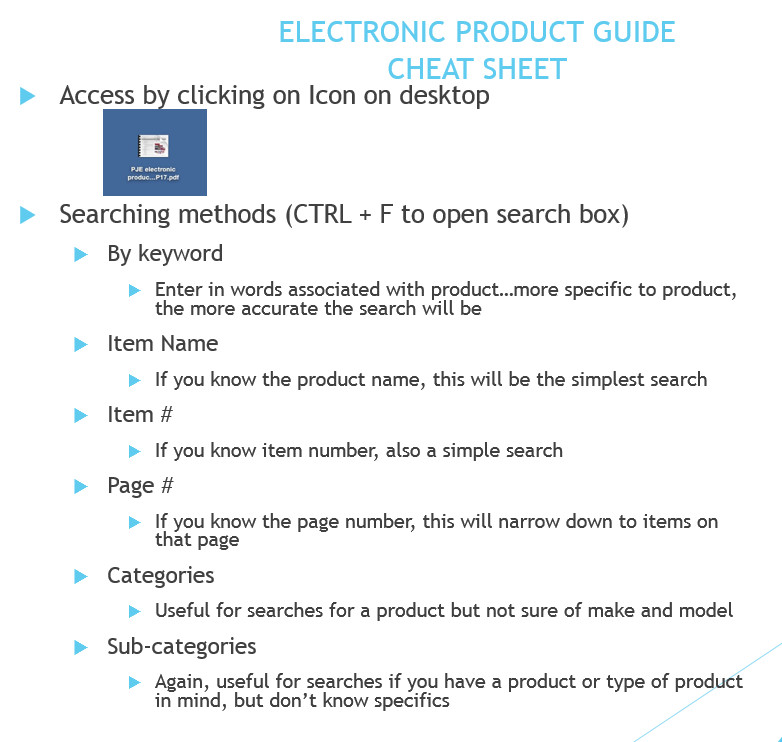 ELECTRONIC PRODUCT GUIDE
CHEAT SHEET
Access by clicking on Icon on desktop
PJE electronic
produc...P17.pdf
Searching methods (CTRL + F to open search box)
By keyword
Enter in words associated with product…more specific to product,
the more accurate the search will be
Item Name
If you know the product name, this will be the simplest search
Item #
If you know item number, also a simple search
Page #
If you know the page number, this will narrow down to items on
that page
Categories
Useful for searches for a product but not sure of make and model
Sub-categories
Again, useful for searches if you have a product or type of product
in mind, but don’t know specifics